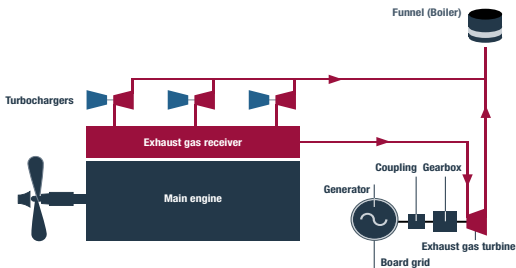 Funnel (Boiler)
Turbochargers
Exhaust gas receiver
Main engine
Coupling Gearbox
Generator
Exhaust gas turbine
Board grid